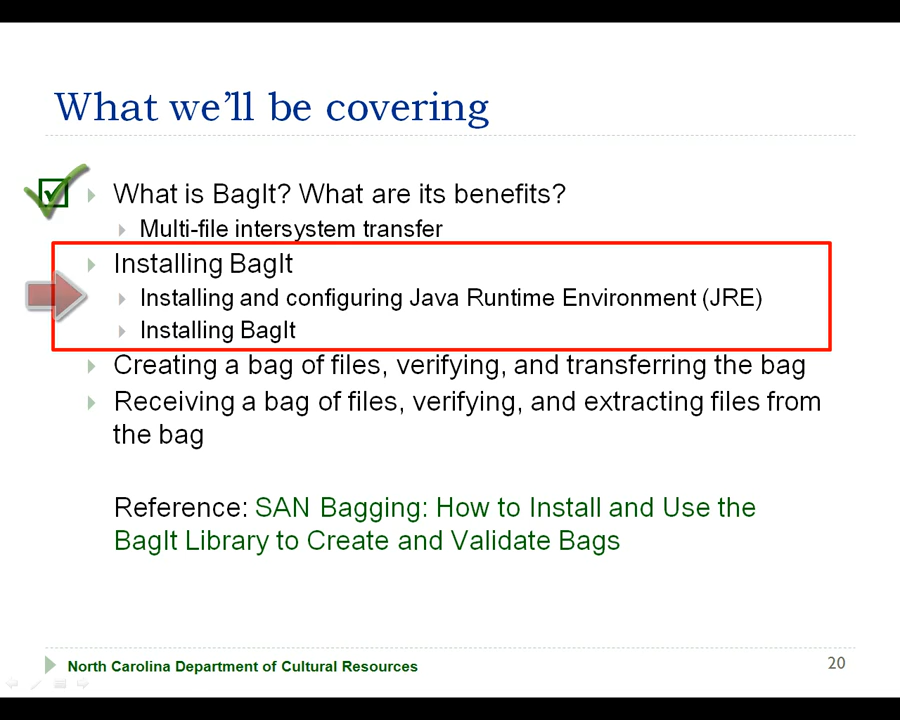 What we'll be covering
What is BagIt? What are its benefits?
Multi-file intersystem transfer
Installing BagIt
Installing and configuring Java Runtime Environment (JRE)
Installing BagIt
Creating a bag of files, verifying, and transferring the bag
Receiving a bag of files, verifying, and extracting files from
the bag
Reference: SAN Bagging: How to Install and Use the
BagIt Library to Create and Validate Bags
North Carolina Department of Cultural Resources
20